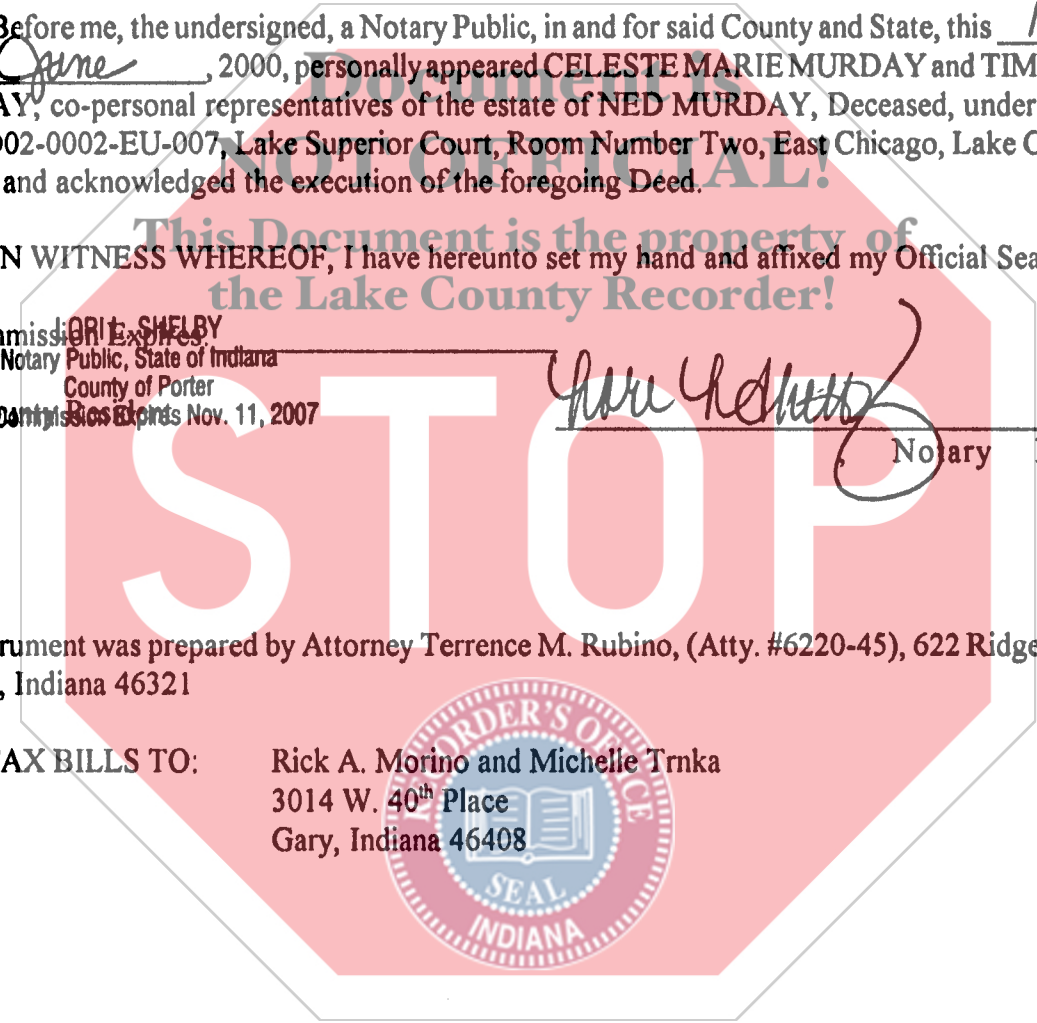 Before me, the undersigned, a Notary Public, in and for said County and State, this
June, 2000, personally appeared CELESTE MARIE MURDAY and TIM
AY, co-personal representatives of the estate of NED MURDAY, Deceased, under
002-0002-EU-007, Lake Superior Court, Room Number Two, East Chicago, Lake C
and acknowledged the execution of the foregoing Deed.
Document is
NOT OFFICIAL!
This Document is the property of
the Lake County Recorder!
N WITNESS WHEREOF, I have hereunto set my hand and affixed my Official Sea
mmission Expires:
LORI L. SHELBY
Notary Public, State of Indiana
County of Porter
Commission Expires Nov. 11, 2007
unty Resident
Notary
STOP
rument was prepared by Attorney Terrence M. Rubino, (Atty. #6220-45), 622 Ridge
, Indiana 46321
AX BILLS TO: Rick A. Morino and Michelle Trnka
3014 W. 40th Place
Gary, Indiana 46408
RECORDER'S OFFICE
SEAL
INDIANA